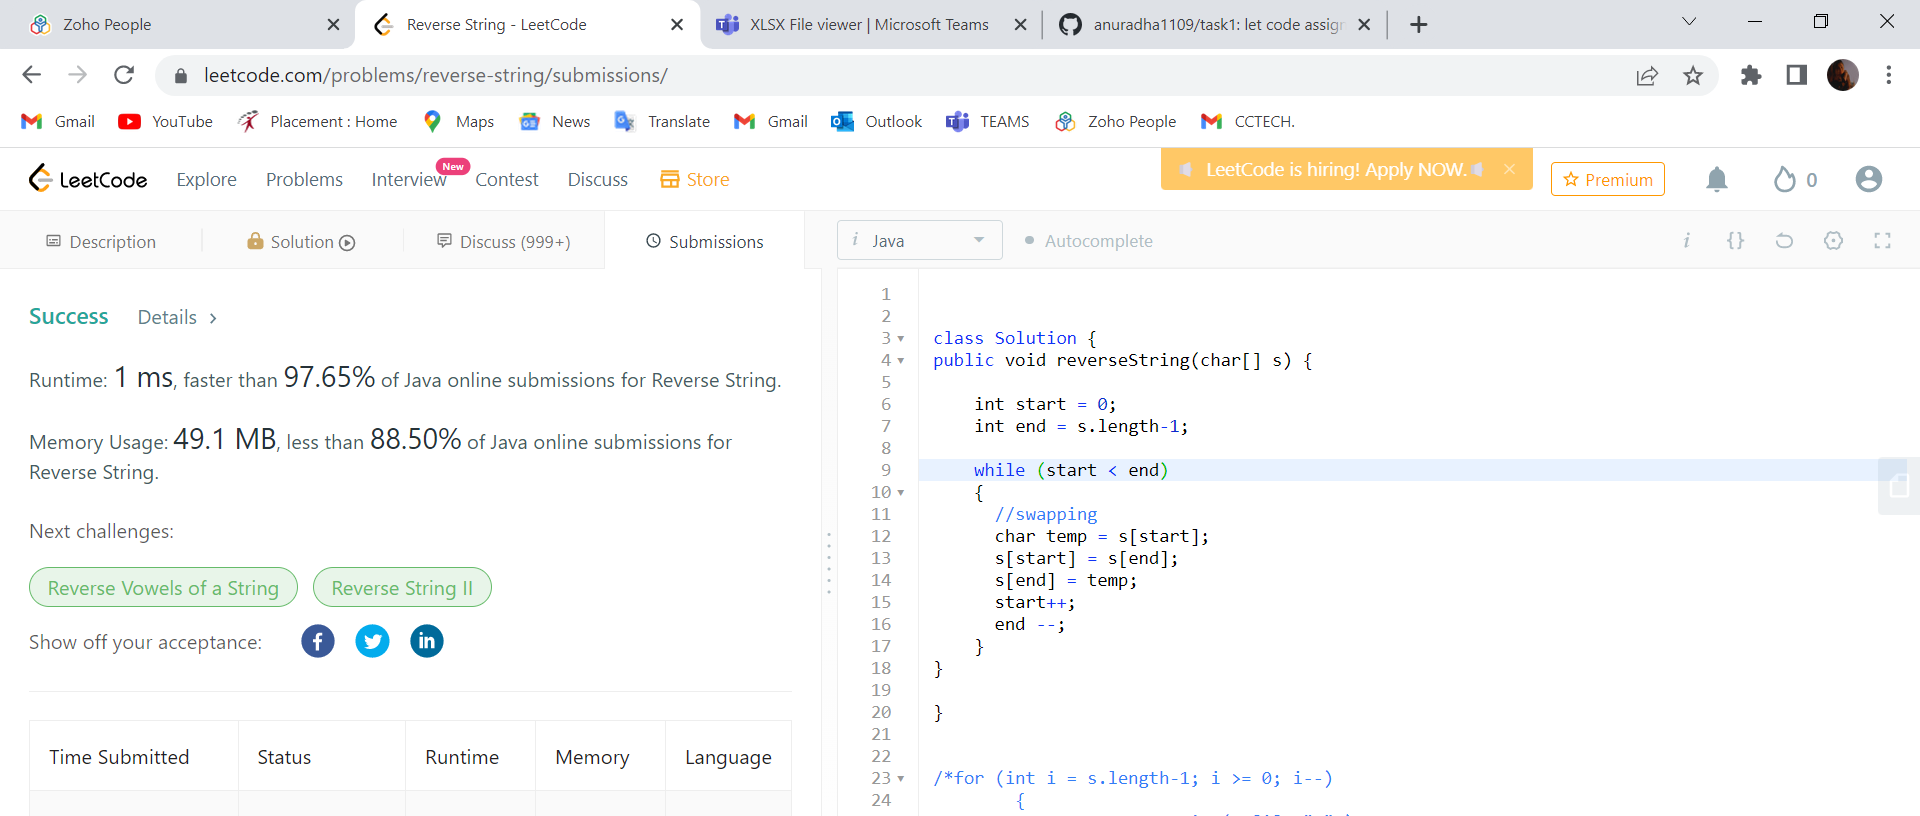 Zoho People
Reverse String - LeetCode
XLSX File viewer | Microsoft Teams
anuradha1109/task1: let code assign
leetcode.com/problems/reverse-string/submissions/
Gmail YouTube Placement : Home Maps News Translate Gmail Outlook TEAMS Zoho People CCTECH.
LeetCode Explore Problems Interview New Contest Discuss Store LeetCode is hiring! Apply NOW. Premium 0
Description Solution Discuss (999+) Submissions
i Java Autocomplete i {}
Success Details >
Runtime: 1 ms, faster than 97.65% of Java online submissions for Reverse String.
Memory Usage: 49.1 MB, less than 88.50% of Java online submissions for
Reverse String.
Next challenges:
Reverse Vowels of a String Reverse String II
Show off your acceptance:
Time Submitted Status Runtime Memory Language
1
2
3 class Solution {
4 public void reverseString(char[] s) {
5
6 int start = 0;
7 int end = s.length-1;
8
9 while (start < end)
10 {
11 //swapping
12 char temp = s[start];
13 s[start] = s[end];
14 s[end] = temp;
15 start++;
16 end --;
17 }
18 }
19
20 }
21
22
23 /*for (int i = s.length-1; i >= 0; i--)
24 {